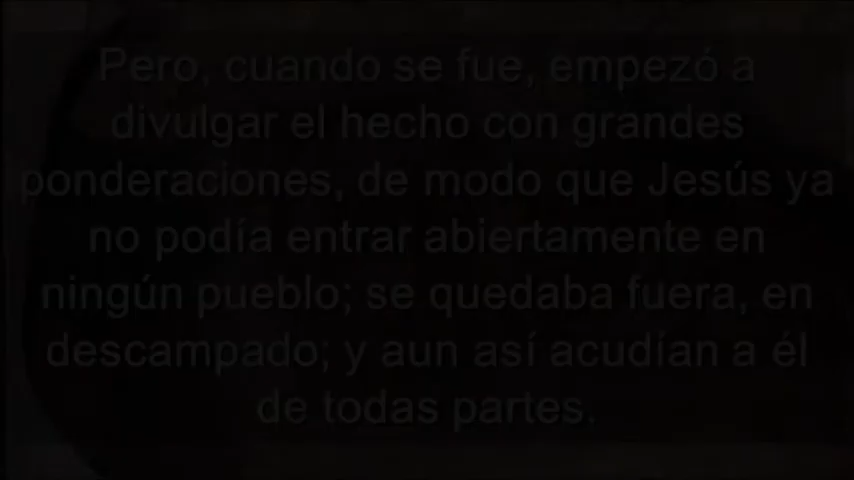 Pero, cuando se fue, empezó a
divulgar el hecho con grandes
ponderaciones, de modo que Jesús ya
no podía entrar abiertamente en
ningún pueblo; se quedaba fuera, en
descampado; y aun así acudían a él
de todas partes.